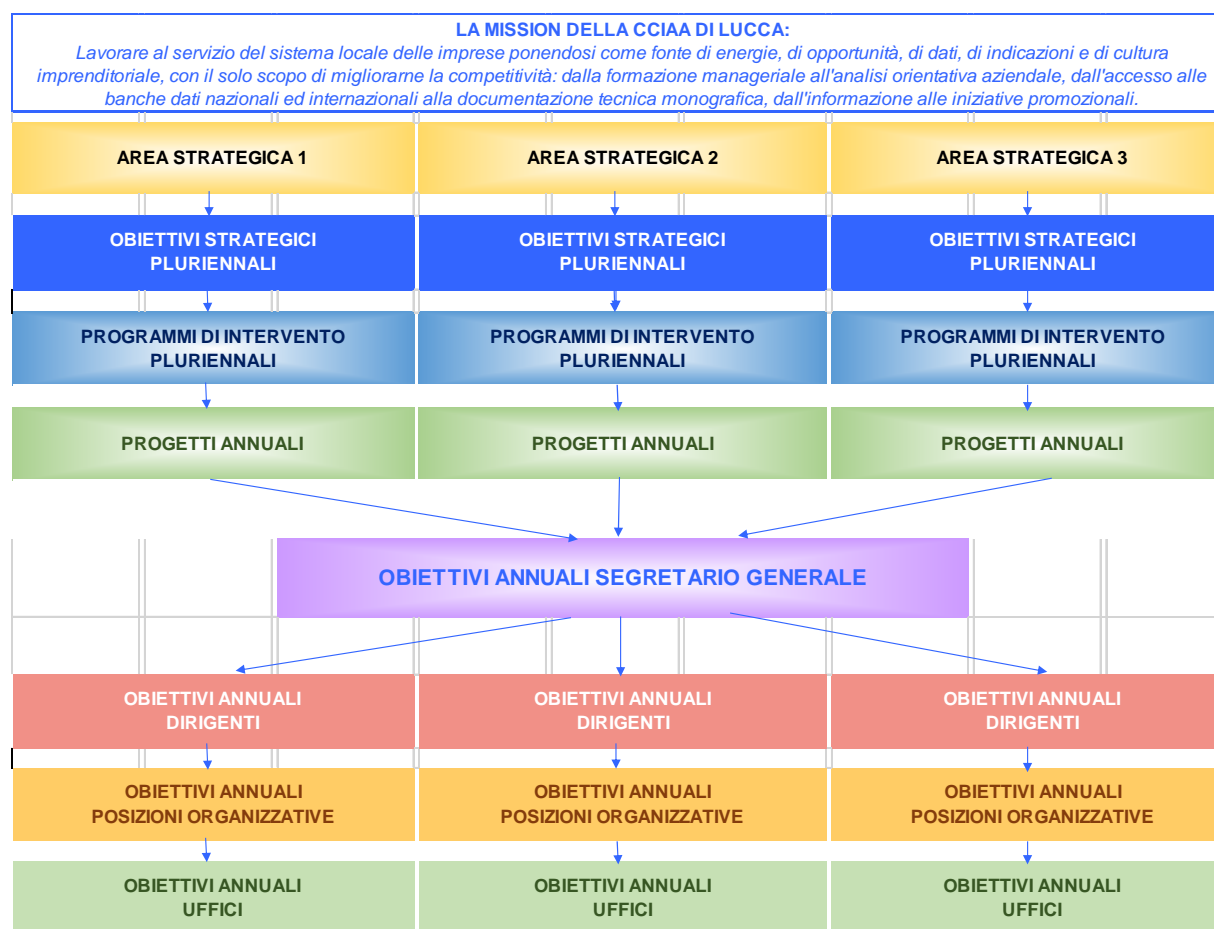 LA MISSION DELLA CCIAA DI LUCCA:
Lavorare al servizio del sistema locale delle imprese ponendosi come fonte di energie, di opportunità, di dati, di indicazioni e di cultura
imprenditoriale, con il solo scopo di migliorarne la competitività: dalla formazione manageriale all'analisi orientativa aziendale, dall'accesso alle
banche dati nazionali ed internazionali alla documentazione tecnica monografica, dall'informazione alle iniziative promozionali.
AREA STRATEGICA 1
AREA STRATEGICA 2
AREA STRATEGICA 3
OBIETTIVI STRATEGICI
PLURIENNALI
OBIETTIVI STRATEGICI
PLURIENNALI
OBIETTIVI STRATEGICI
PLURIENNALI
PROGRAMMI DI INTERVENTO
PLURIENNALI
PROGRAMMI DI INTERVENTO
PLURIENNALI
PROGRAMMI DI INTERVENTO
PLURIENNALI
PROGETTI ANNUALI
PROGETTI ANNUALI
PROGETTI ANNUALI
OBIETTIVI ANNUALI SEGRETARIO GENERALE
OBIETTIVI ANNUALI
DIRIGENTI
OBIETTIVI ANNUALI
DIRIGENTI
OBIETTIVI ANNUALI
DIRIGENTI
OBIETTIVI ANNUALI
POSIZIONI ORGANIZZATIVE
OBIETTIVI ANNUALI
POSIZIONI ORGANIZZATIVE
OBIETTIVI ANNUALI
POSIZIONI ORGANIZZATIVE
OBIETTIVI ANNUALI
UFFICI
OBIETTIVI ANNUALI
UFFICI
OBIETTIVI ANNUALI
UFFICI